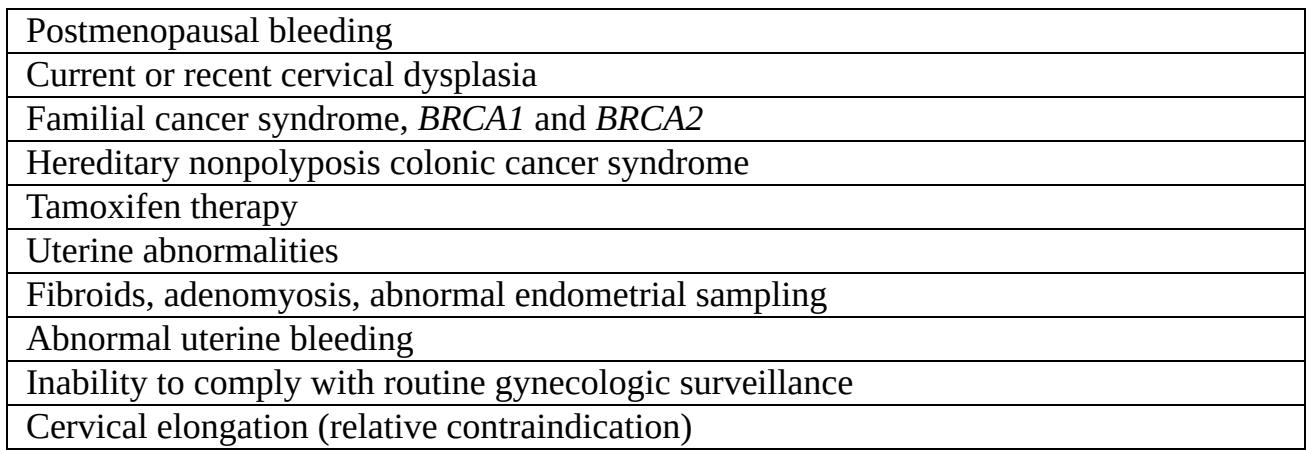 Postmenopausal bleeding
Current or recent cervical dysplasia
Familial cancer syndrome, BRCA1 and BRCA2
Hereditary nonpolyposis colonic cancer syndrome
Tamoxifen therapy
Uterine abnormalities
Fibroids, adenomyosis, abnormal endometrial sampling
Abnormal uterine bleeding
Inability to comply with routine gynecologic surveillance
Cervical elongation (relative contraindication)